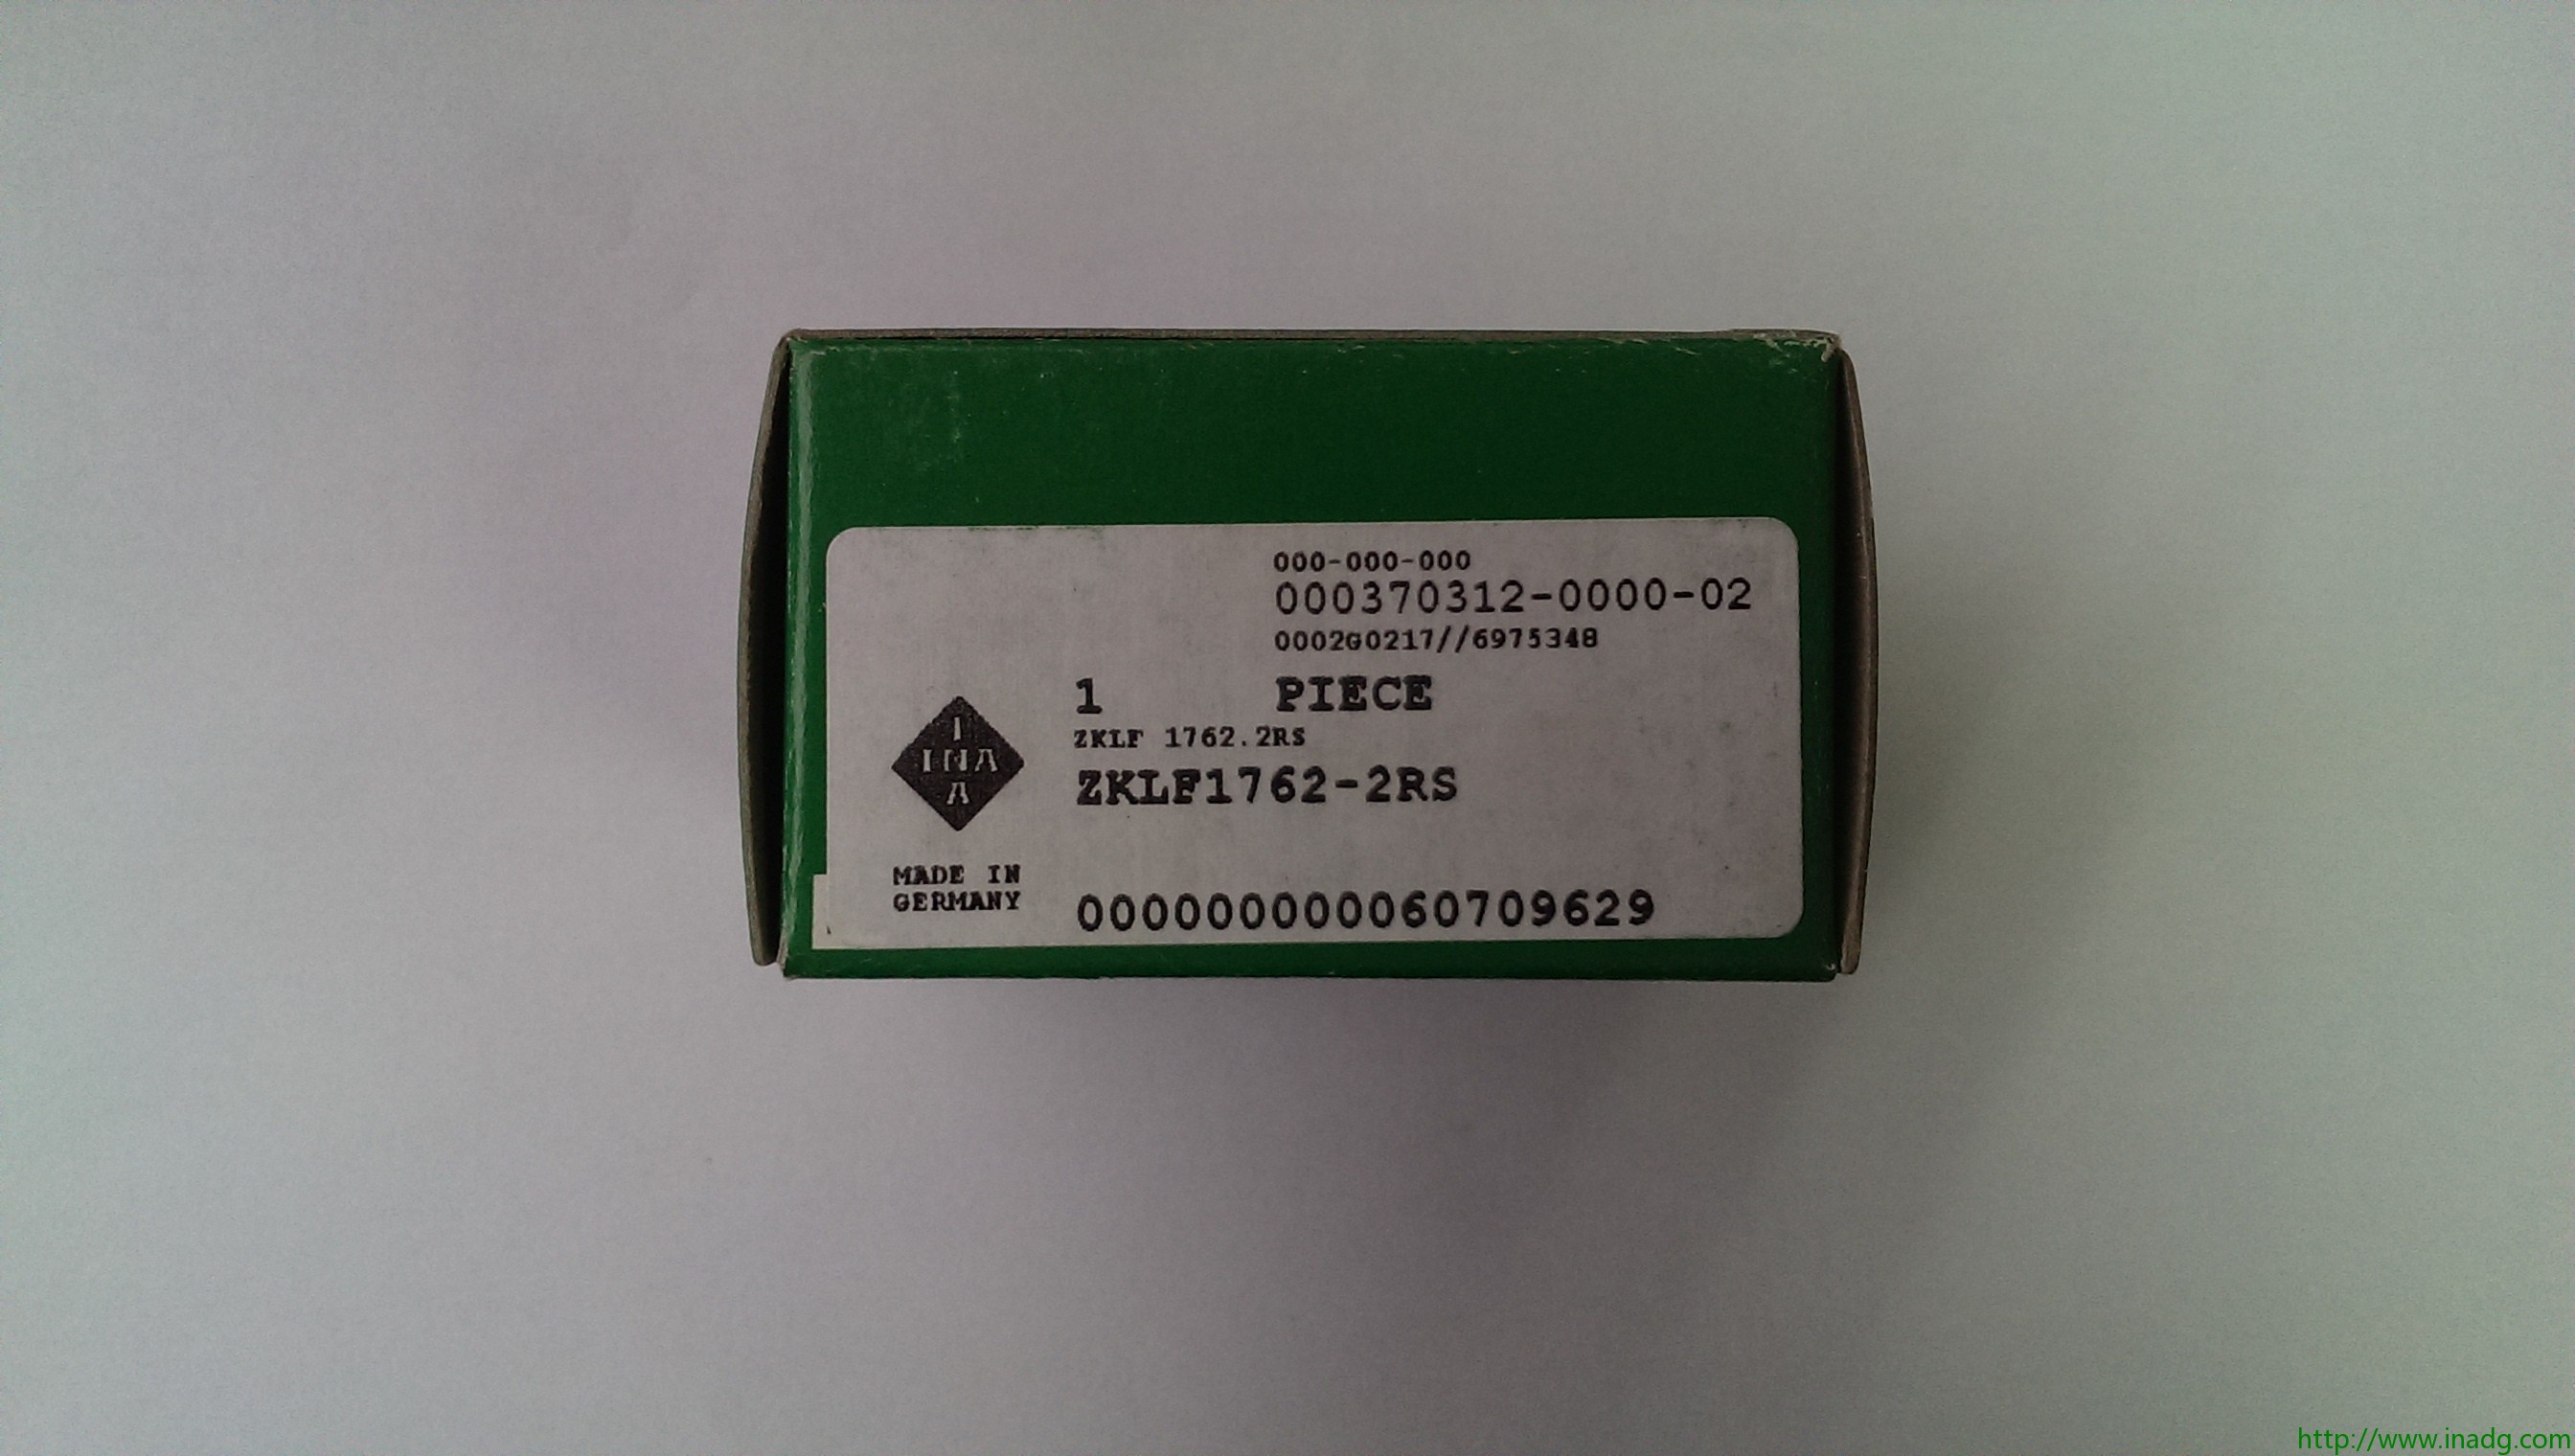 000-000-000
000370312-0000-02
0002G0217//6975348
1 PIECE
ZKLF 1762.2RS
ZKLF1762-2RS
I
INA
A
MADE IN
GERMANY
000000000060709629
http://www.inadg.com